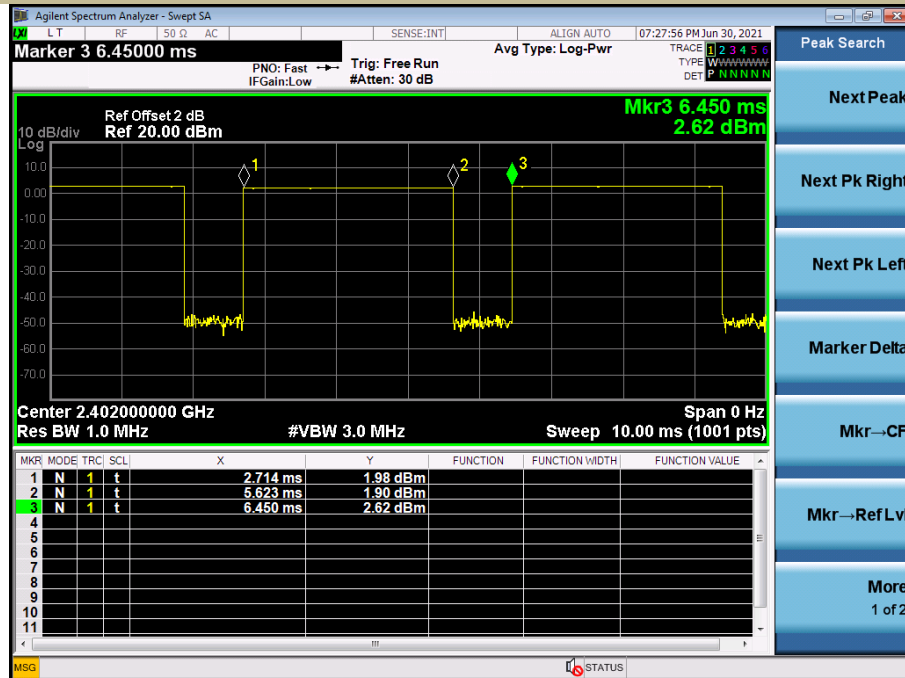 Agilent Spectrum Analyzer - Swept SA
LXI L T RF 50 Ω AC SENSE:INT ALIGN AUTO 07:27:56 PM Jun 30, 2021
Marker 3 6.45000 ms
PNO: Fast
IFGain:Low
Trig: Free Run
#Atten: 30 dB
Avg Type: Log-Pwr
TRACE 1 2 3 4 5 6
TYPE WWWWWW
DET P N N N N N
Peak Search
Next Peak
Next Pk Right
Next Pk Left
Marker Delta
Mkr→CF
Mkr→Ref Lvl
More
1 of 2
Mkr3 6.450 ms
2.62 dBm
Ref Offset 2 dB
10 dB/div Ref 20.00 dBm
Log
10.0
0.00
-10.0
-20.0
-30.0
-40.0
-50.0
-60.0
-70.0
1
2
3
Center 2.402000000 GHz Span 0 Hz
Res BW 1.0 MHz #VBW 3.0 MHz Sweep 10.00 ms (1001 pts)
MKR MODE TRC SCL X Y FUNCTION FUNCTION WIDTH FUNCTION VALUE
1 N 1 t 2.714 ms 1.98 dBm
2 N 1 t 5.623 ms 1.90 dBm
3 N 1 t 6.450 ms 2.62 dBm
4
5
6
7
8
9
10
11
MSG STATUS